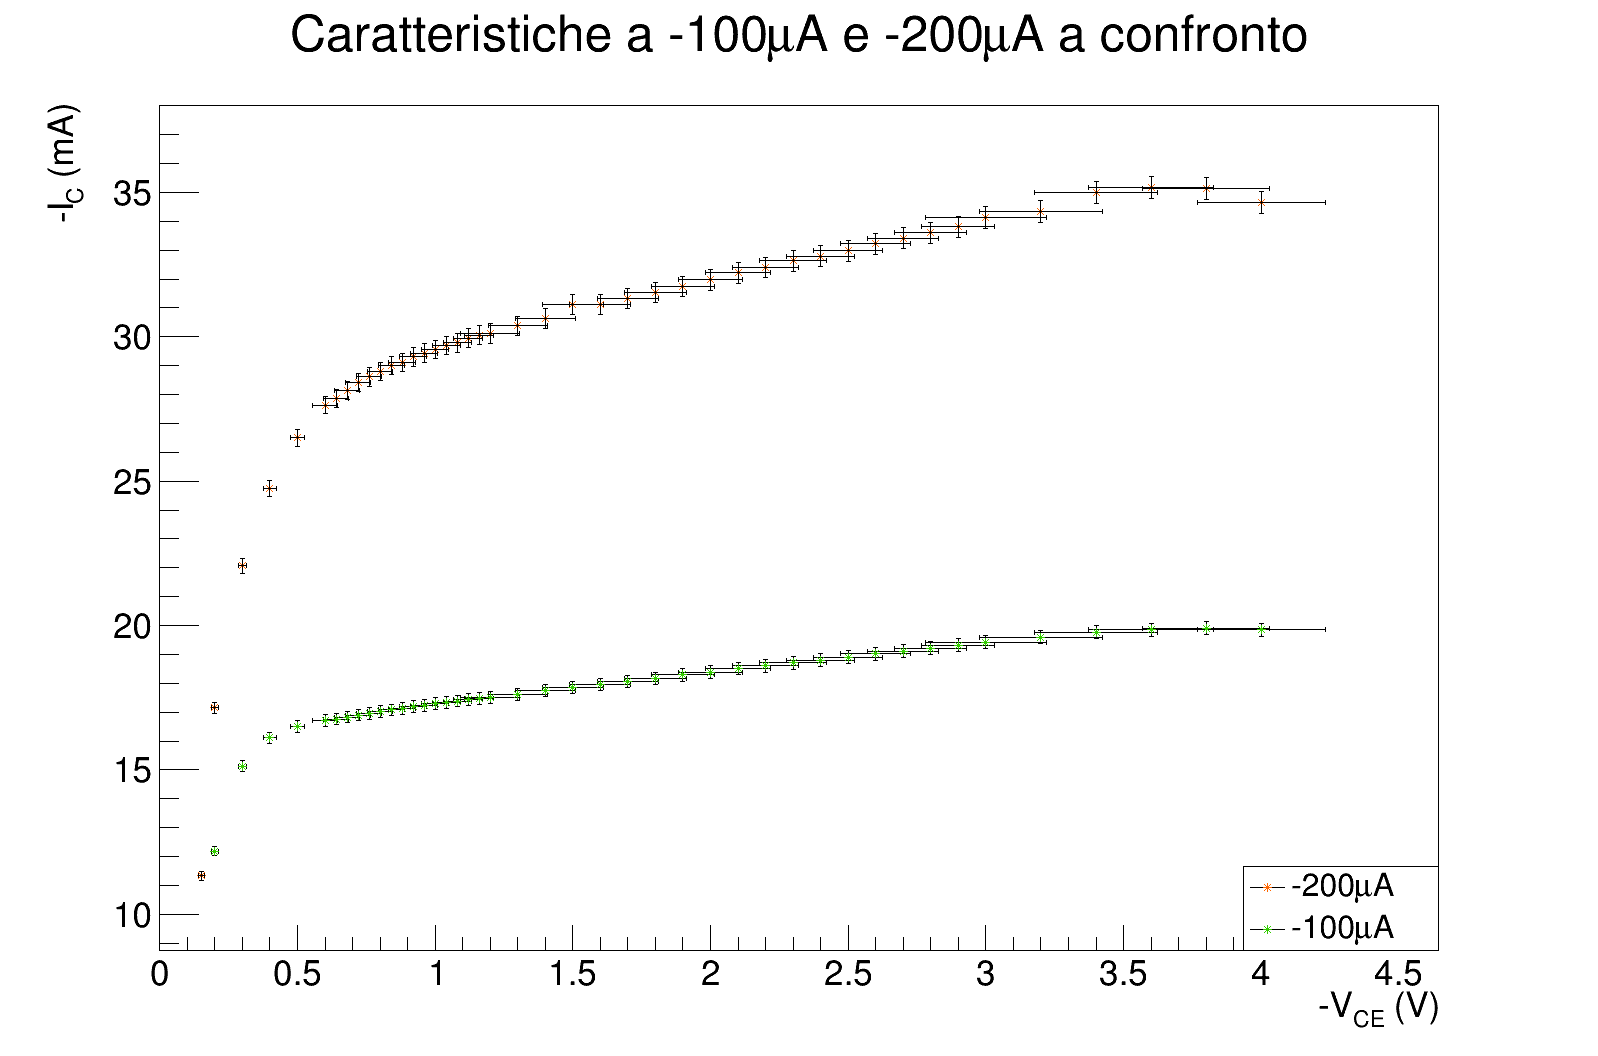 Caratteristiche a -100μA e -200μA a confronto
-I_C (mA)
35
30
25
20
15
10
0 0.5 1 1.5 2 2.5 3 3.5 4 4.5
-V_CE (V)
-200μA
-100μA